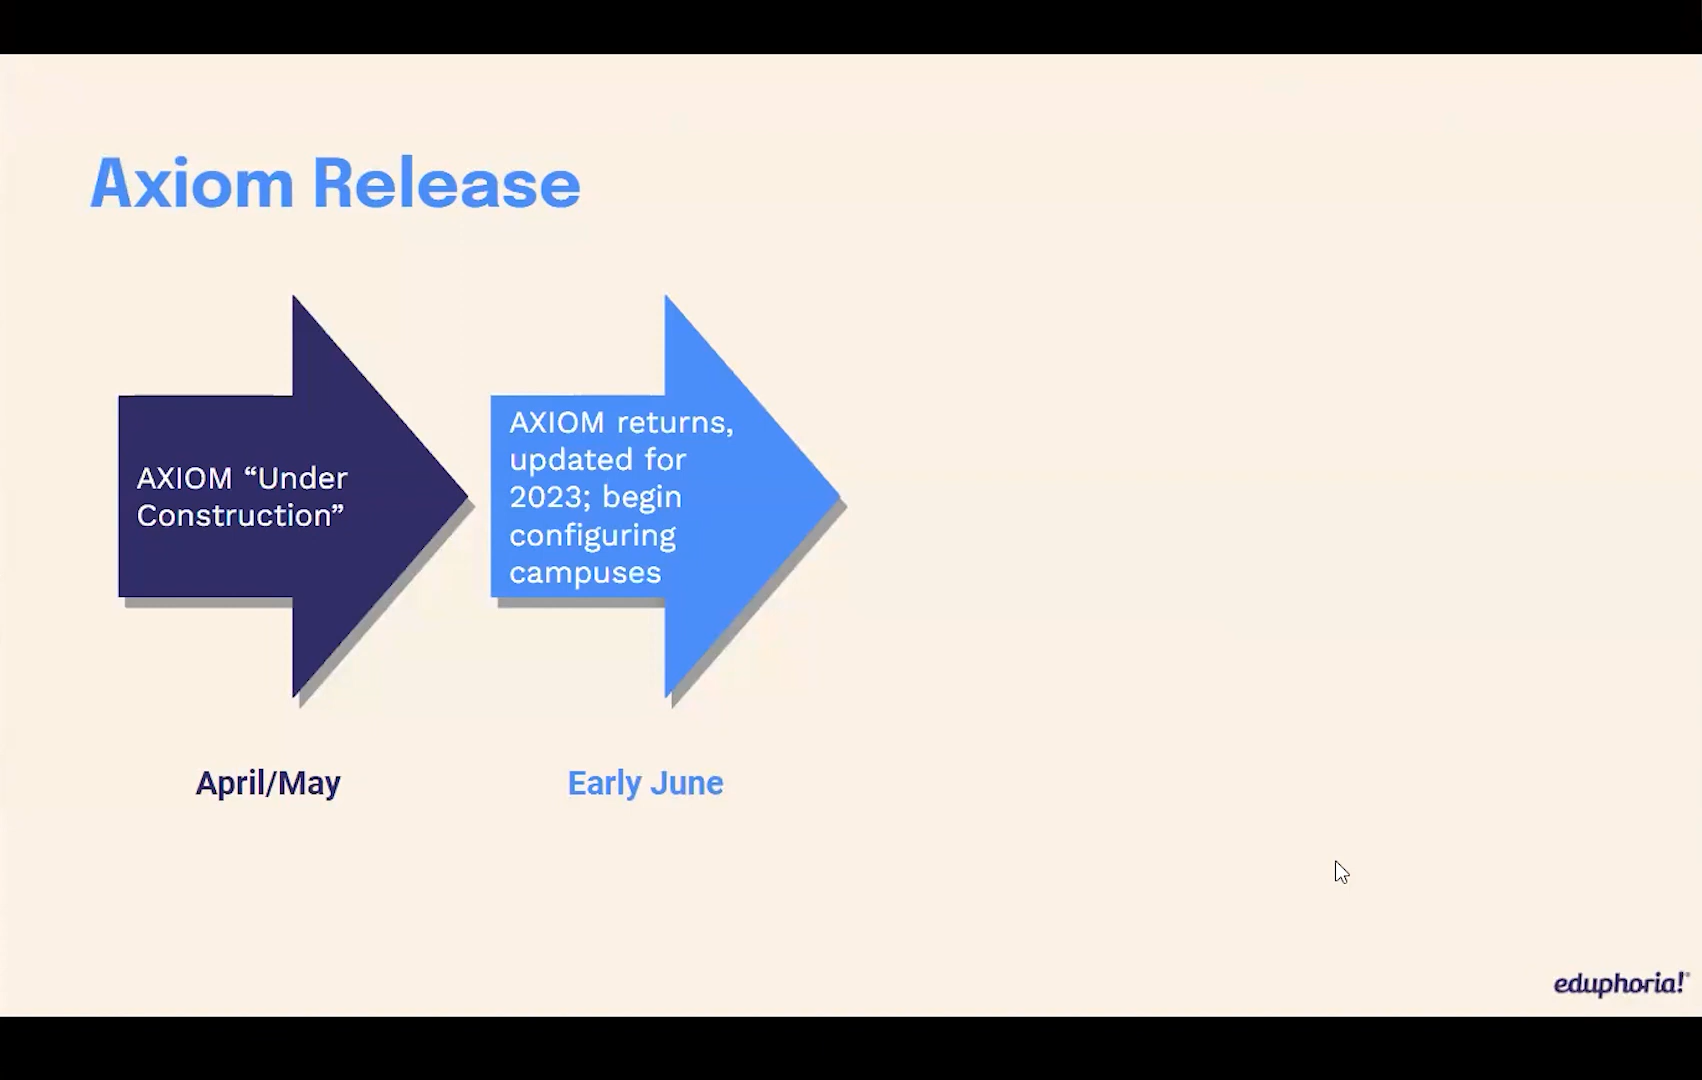 Axiom Release
AXIOM “Under
Construction”
AXIOM returns,
updated for
2023; begin
configuring
campuses
April/May
Early June
eduphoria!